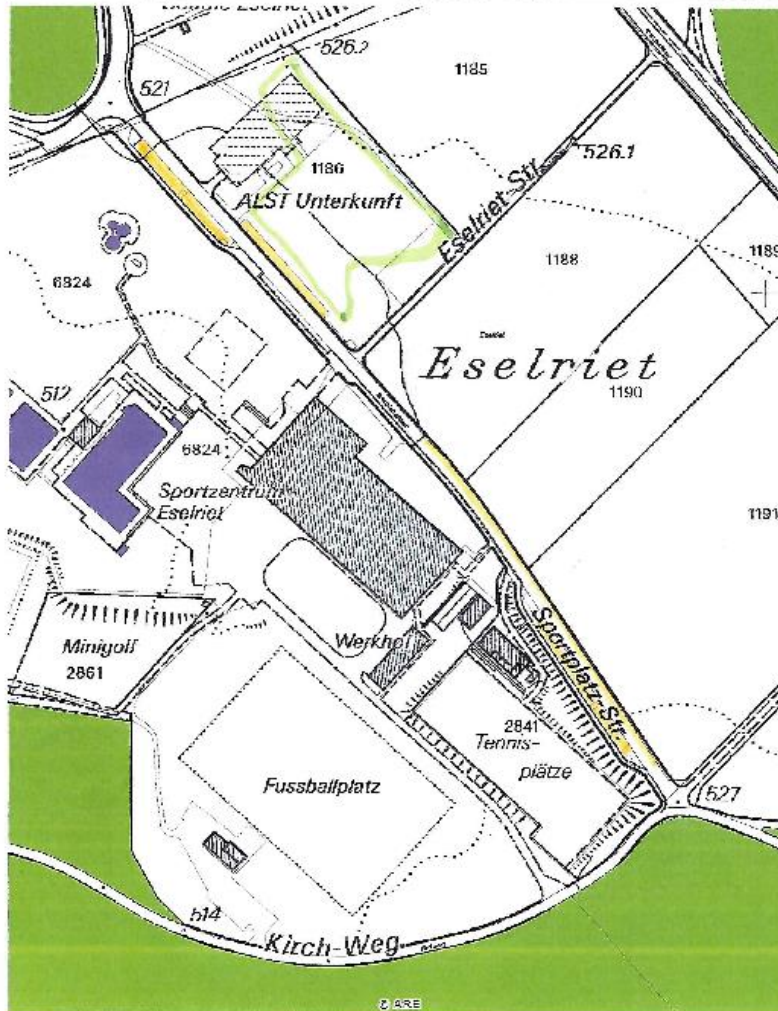 526.2
521
1185
526.1
1186
ALST Unterkunft
Eselriet-Str.
6824
1188
1189
Eselriet
Eselriet
1190
512
6824
Sportzentrum
Eselriet
1191
Minigolf
2861
Werkhof
Sportplatz-Str.
2841
Tennis-
plätze
Fussballplatz
527
514
Kirch-Weg
© ARE